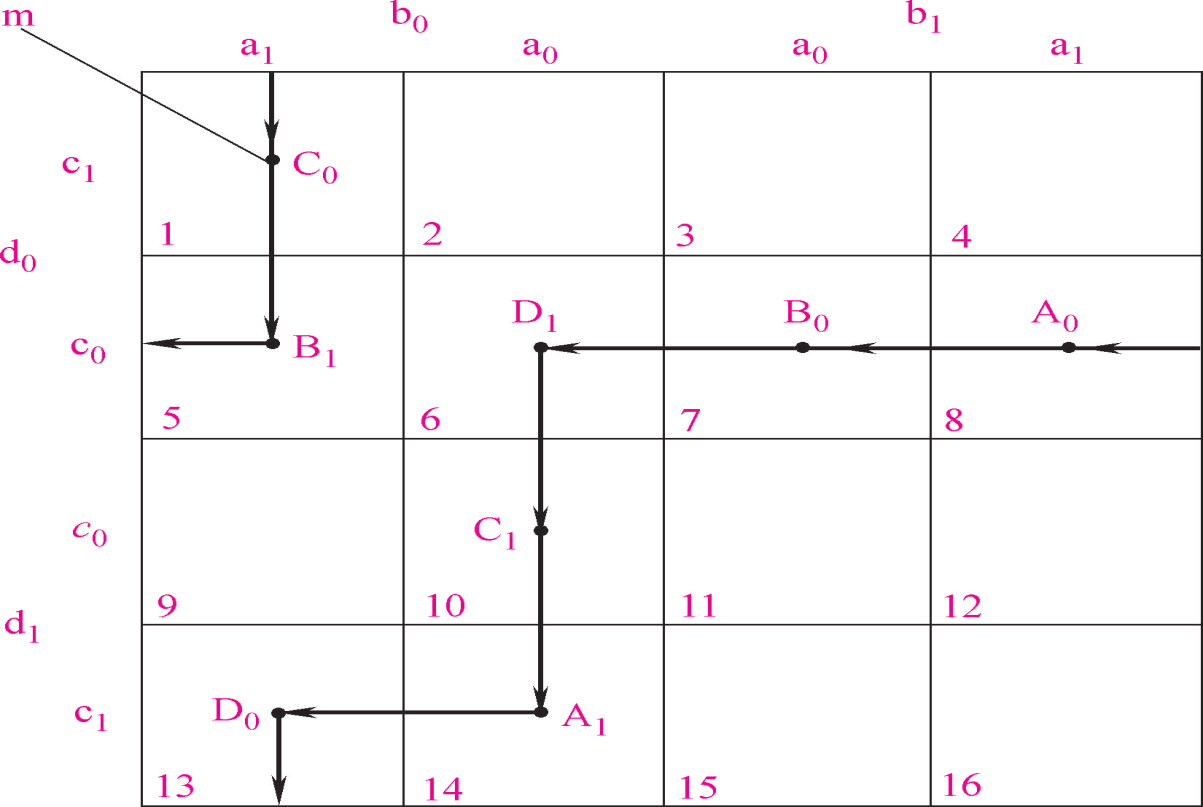 m b₀ b₁
a₁ a₀ a₀ a₁
c₁ C₀
1 2 3 4
d₀
D₁ B₀ A₀
c₀ B₁
5 6 7 8
c₀ C₁
9 10 11 12
d₁
c₁ D₀ A₁
13 14 15 16